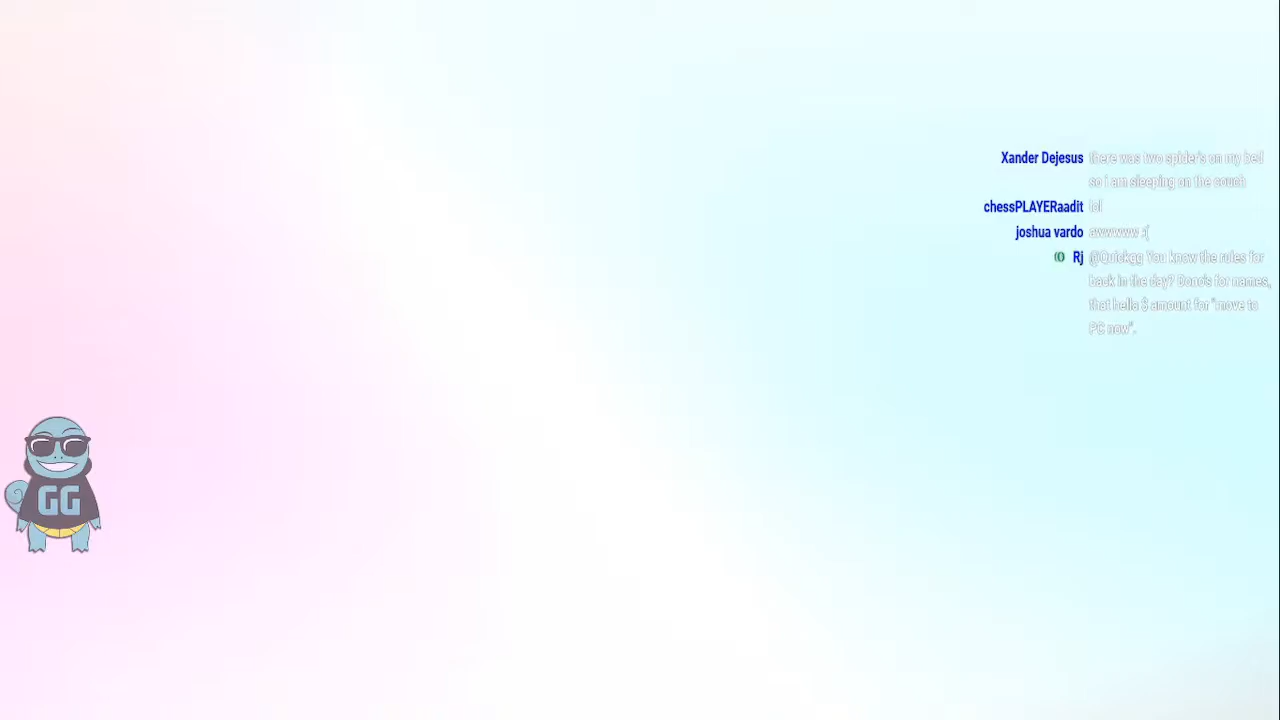 Xander Dejesus there was two spider's on my bed
so i am sleeping on the couch
chessPLAYERaadit lol
joshua vardo awwwww :(
Rj @Quickgg You know the rules for
back in the day? Dono's for names,
that hella $ amount for "move to
PC now".
GG